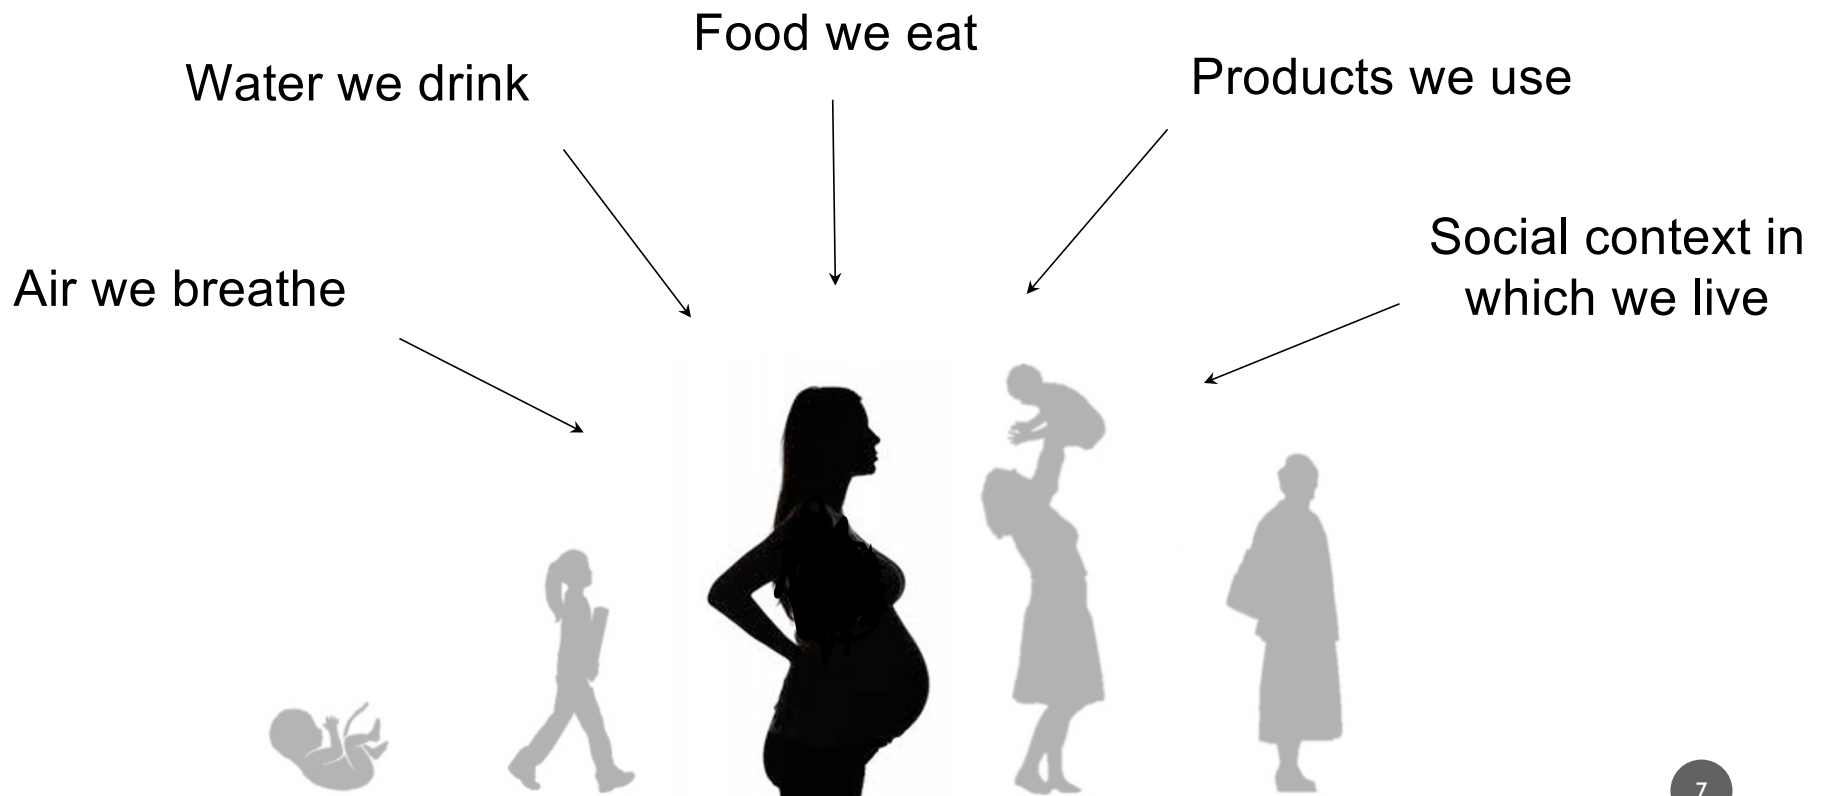 Food we eat
Water we drink
Products we use
Social context in
which we live
Air we breathe
7